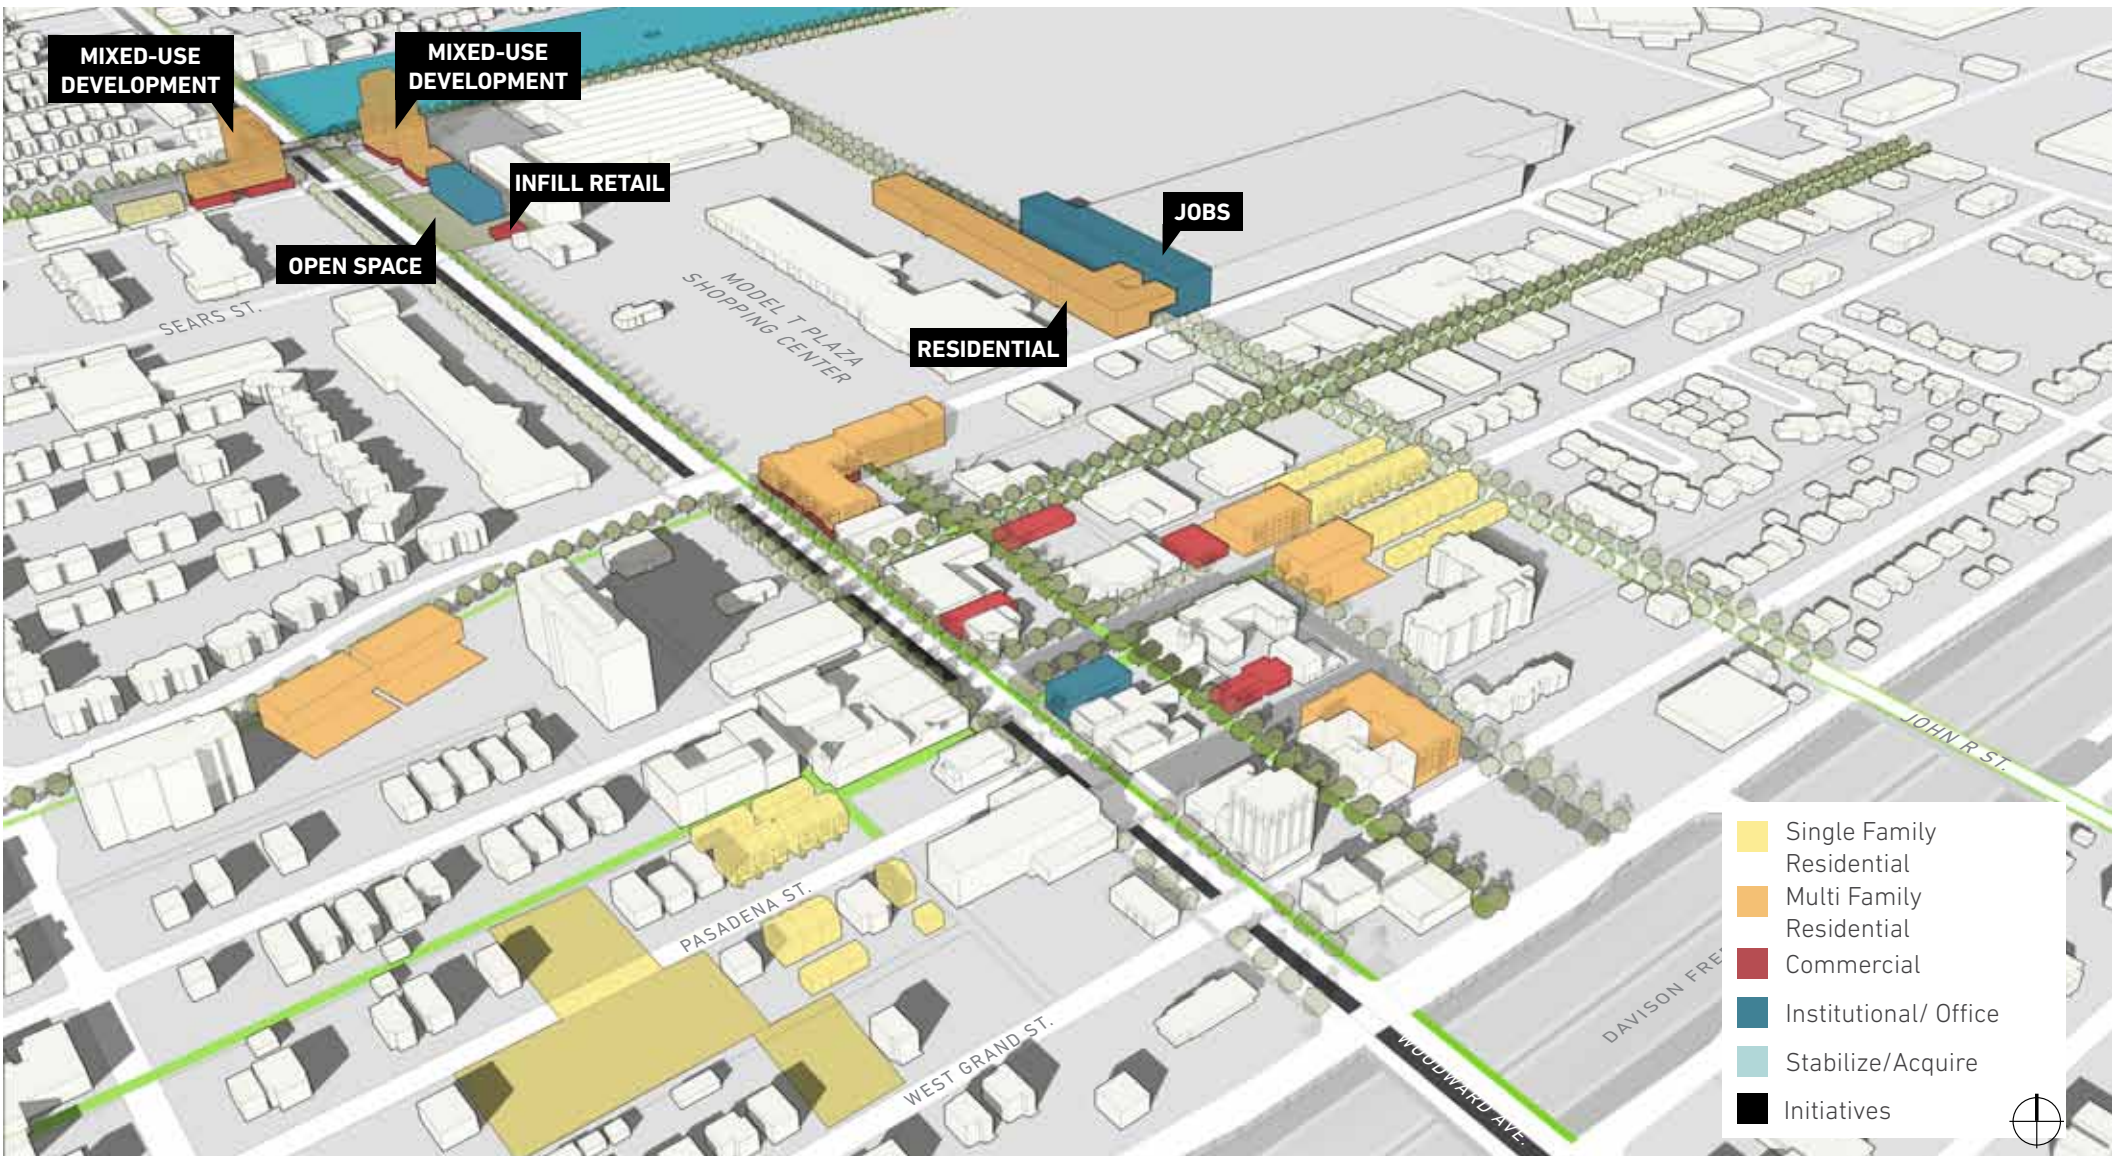 MIXED-USE
DEVELOPMENT
MIXED-USE
DEVELOPMENT
INFILL RETAIL
JOBS
OPEN SPACE
SEARS ST.
MODEL T PLAZA
SHOPPING CENTER
RESIDENTIAL
JOHN R ST.
PASADENA ST.
WEST GRAND ST.
DAVISON FRE
WOODWARD AVE.
Single Family
Residential
Multi Family
Residential
Commercial
Institutional/ Office
Stabilize/Acquire
Initiatives